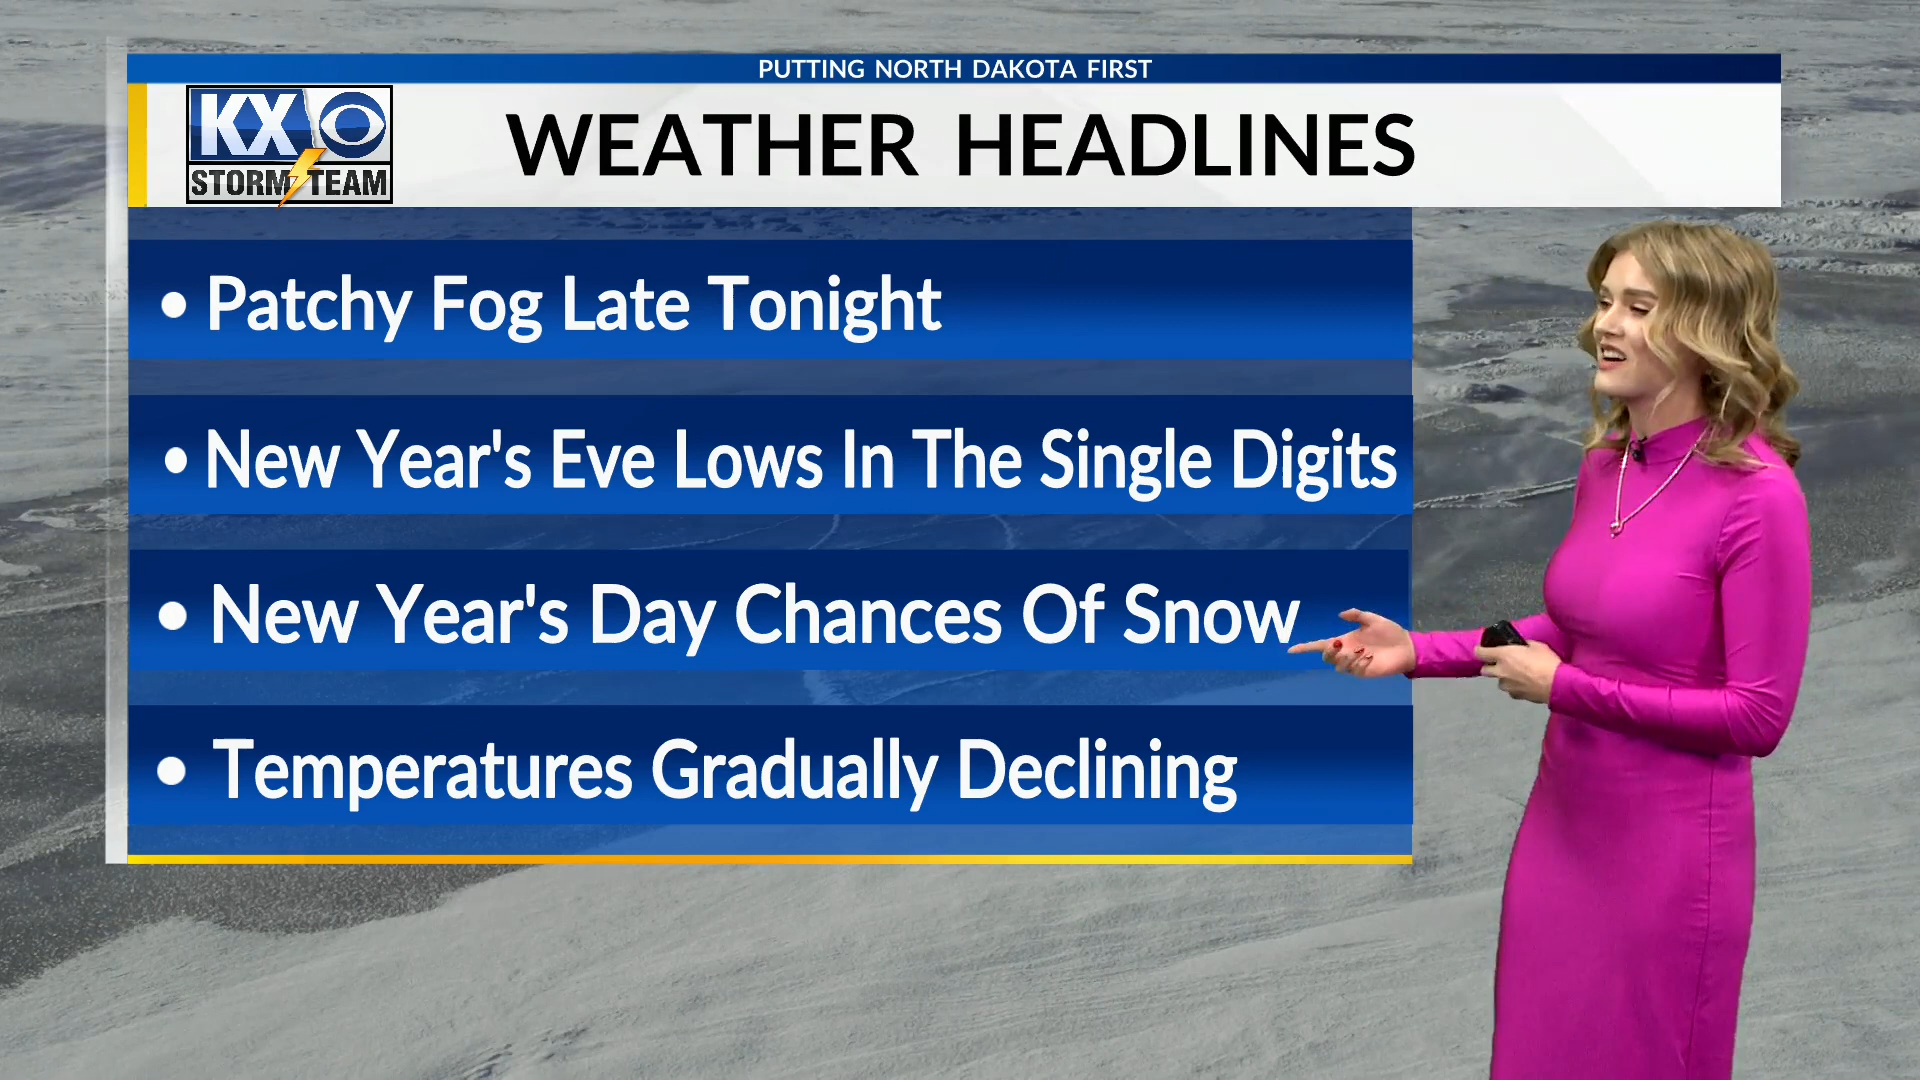 PUTTING NORTH DAKOTA FIRST
KX
STORM TEAM
WEATHER HEADLINES
• Patchy Fog Late Tonight
• New Year's Eve Lows In The Single Digits
• New Year's Day Chances Of Snow
• Temperatures Gradually Declining